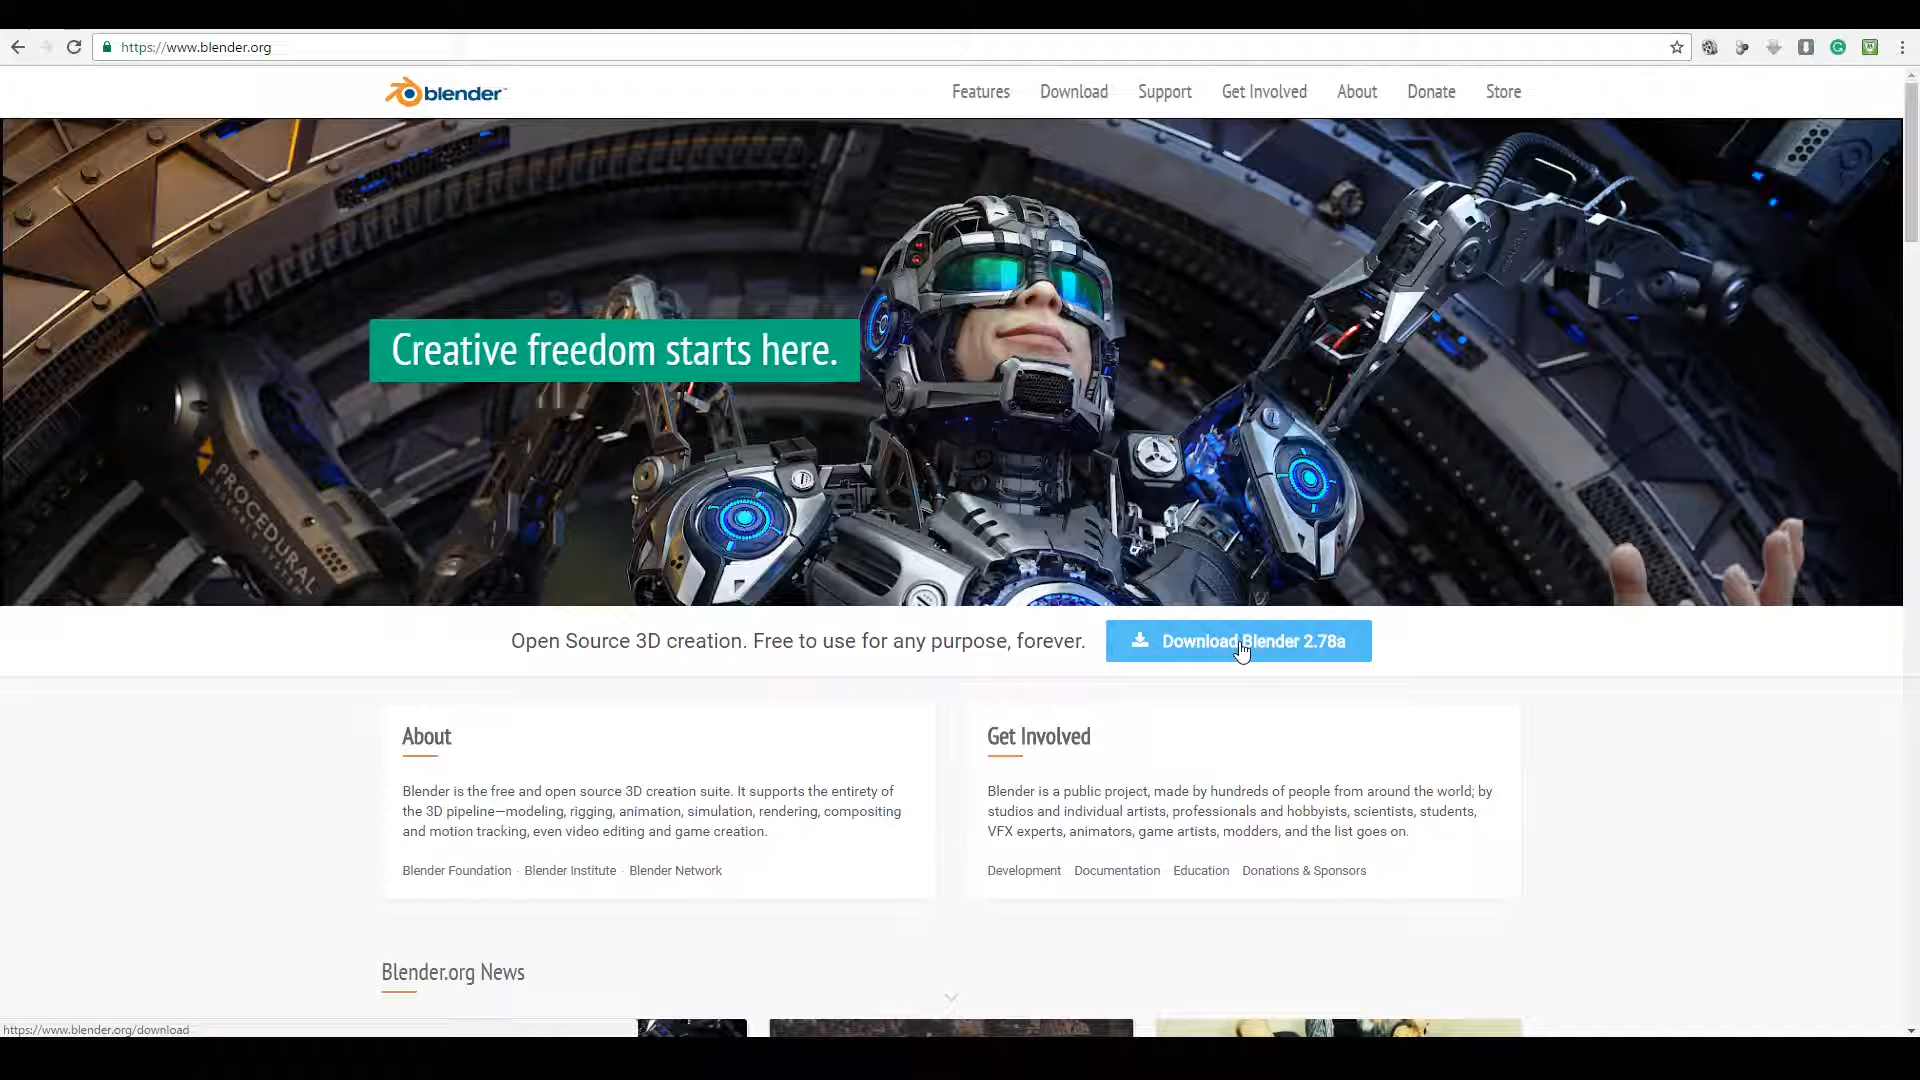 https://www.blender.org
blender
Features
Download
Support
Get Involved
About
Donate
Store
Creative freedom starts here.
PROCEDURAL
Open Source 3D creation. Free to use for any purpose, forever.
Download Blender 2.78a
About
Blender is the free and open source 3D creation suite. It supports the entirety of
the 3D pipeline—modeling, rigging, animation, simulation, rendering, compositing
and motion tracking, even video editing and game creation.
Blender Foundation · Blender Institute · Blender Network
Get Involved
Blender is a public project, made by hundreds of people from around the world; by
studios and individual artists, professionals and hobbyists, scientists, students,
VFX experts, animators, game artists, modders, and the list goes on.
Development Documentation Education Donations & Sponsors
Blender.org News
https://www.blender.org/download